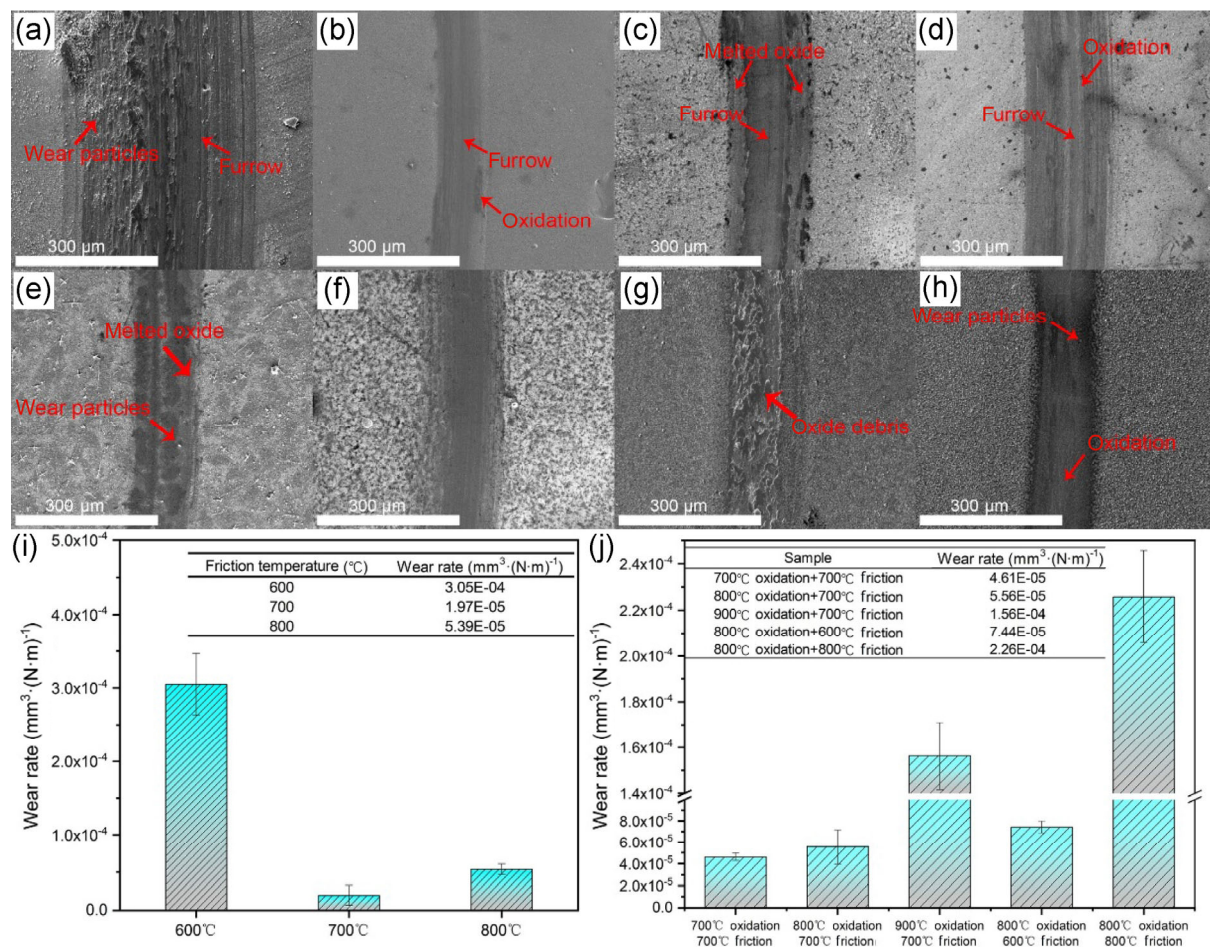 (a)
Wear particles
Furrow
300 μm
(b)
Furrow
Oxidation
300 μm
(c)
Melted oxide
Furrow
300 μm
(d)
Oxidation
Furrow
300 μm
(e)
Melted oxide
Wear particles
300 μm
(f)
300 μm
(g)
Oxide debris
300 μm
(h)
Wear particles
Oxidation
300 μm
(i)
Wear rate (mm³·(N·m)⁻¹)
5.0x10⁻⁴
4.0x10⁻⁴
3.0x10⁻⁴
2.0x10⁻⁴
1.0x10⁻⁴
0.0
Friction temperature (℃) Wear rate (mm³·(N·m)⁻¹)
600 3.05E-04
700 1.97E-05
800 5.39E-05
600℃ 700℃ 800℃
(j)
Wear rate (mm³·(N·m)⁻¹)
2.4x10⁻⁴
2.2x10⁻⁴
2.0x10⁻⁴
1.8x10⁻⁴
1.6x10⁻⁴
1.4x10⁻⁴
8.0x10⁻⁵
6.0x10⁻⁵
4.0x10⁻⁵
2.0x10⁻⁵
0.0
Sample Wear rate (mm³·(N·m)⁻¹)
700℃ oxidation+700℃ friction 4.61E-05
800℃ oxidation+700℃ friction 5.56E-05
900℃ oxidation+700℃ friction 1.56E-04
800℃ oxidation+600℃ friction 7.44E-05
800℃ oxidation+800℃ friction 2.26E-04
700℃ oxidation 800℃ oxidation 900℃ oxidation 800℃ oxidation 800℃ oxidation
700℃ friction 700℃ friction 700℃ friction 600℃ friction 800℃ friction